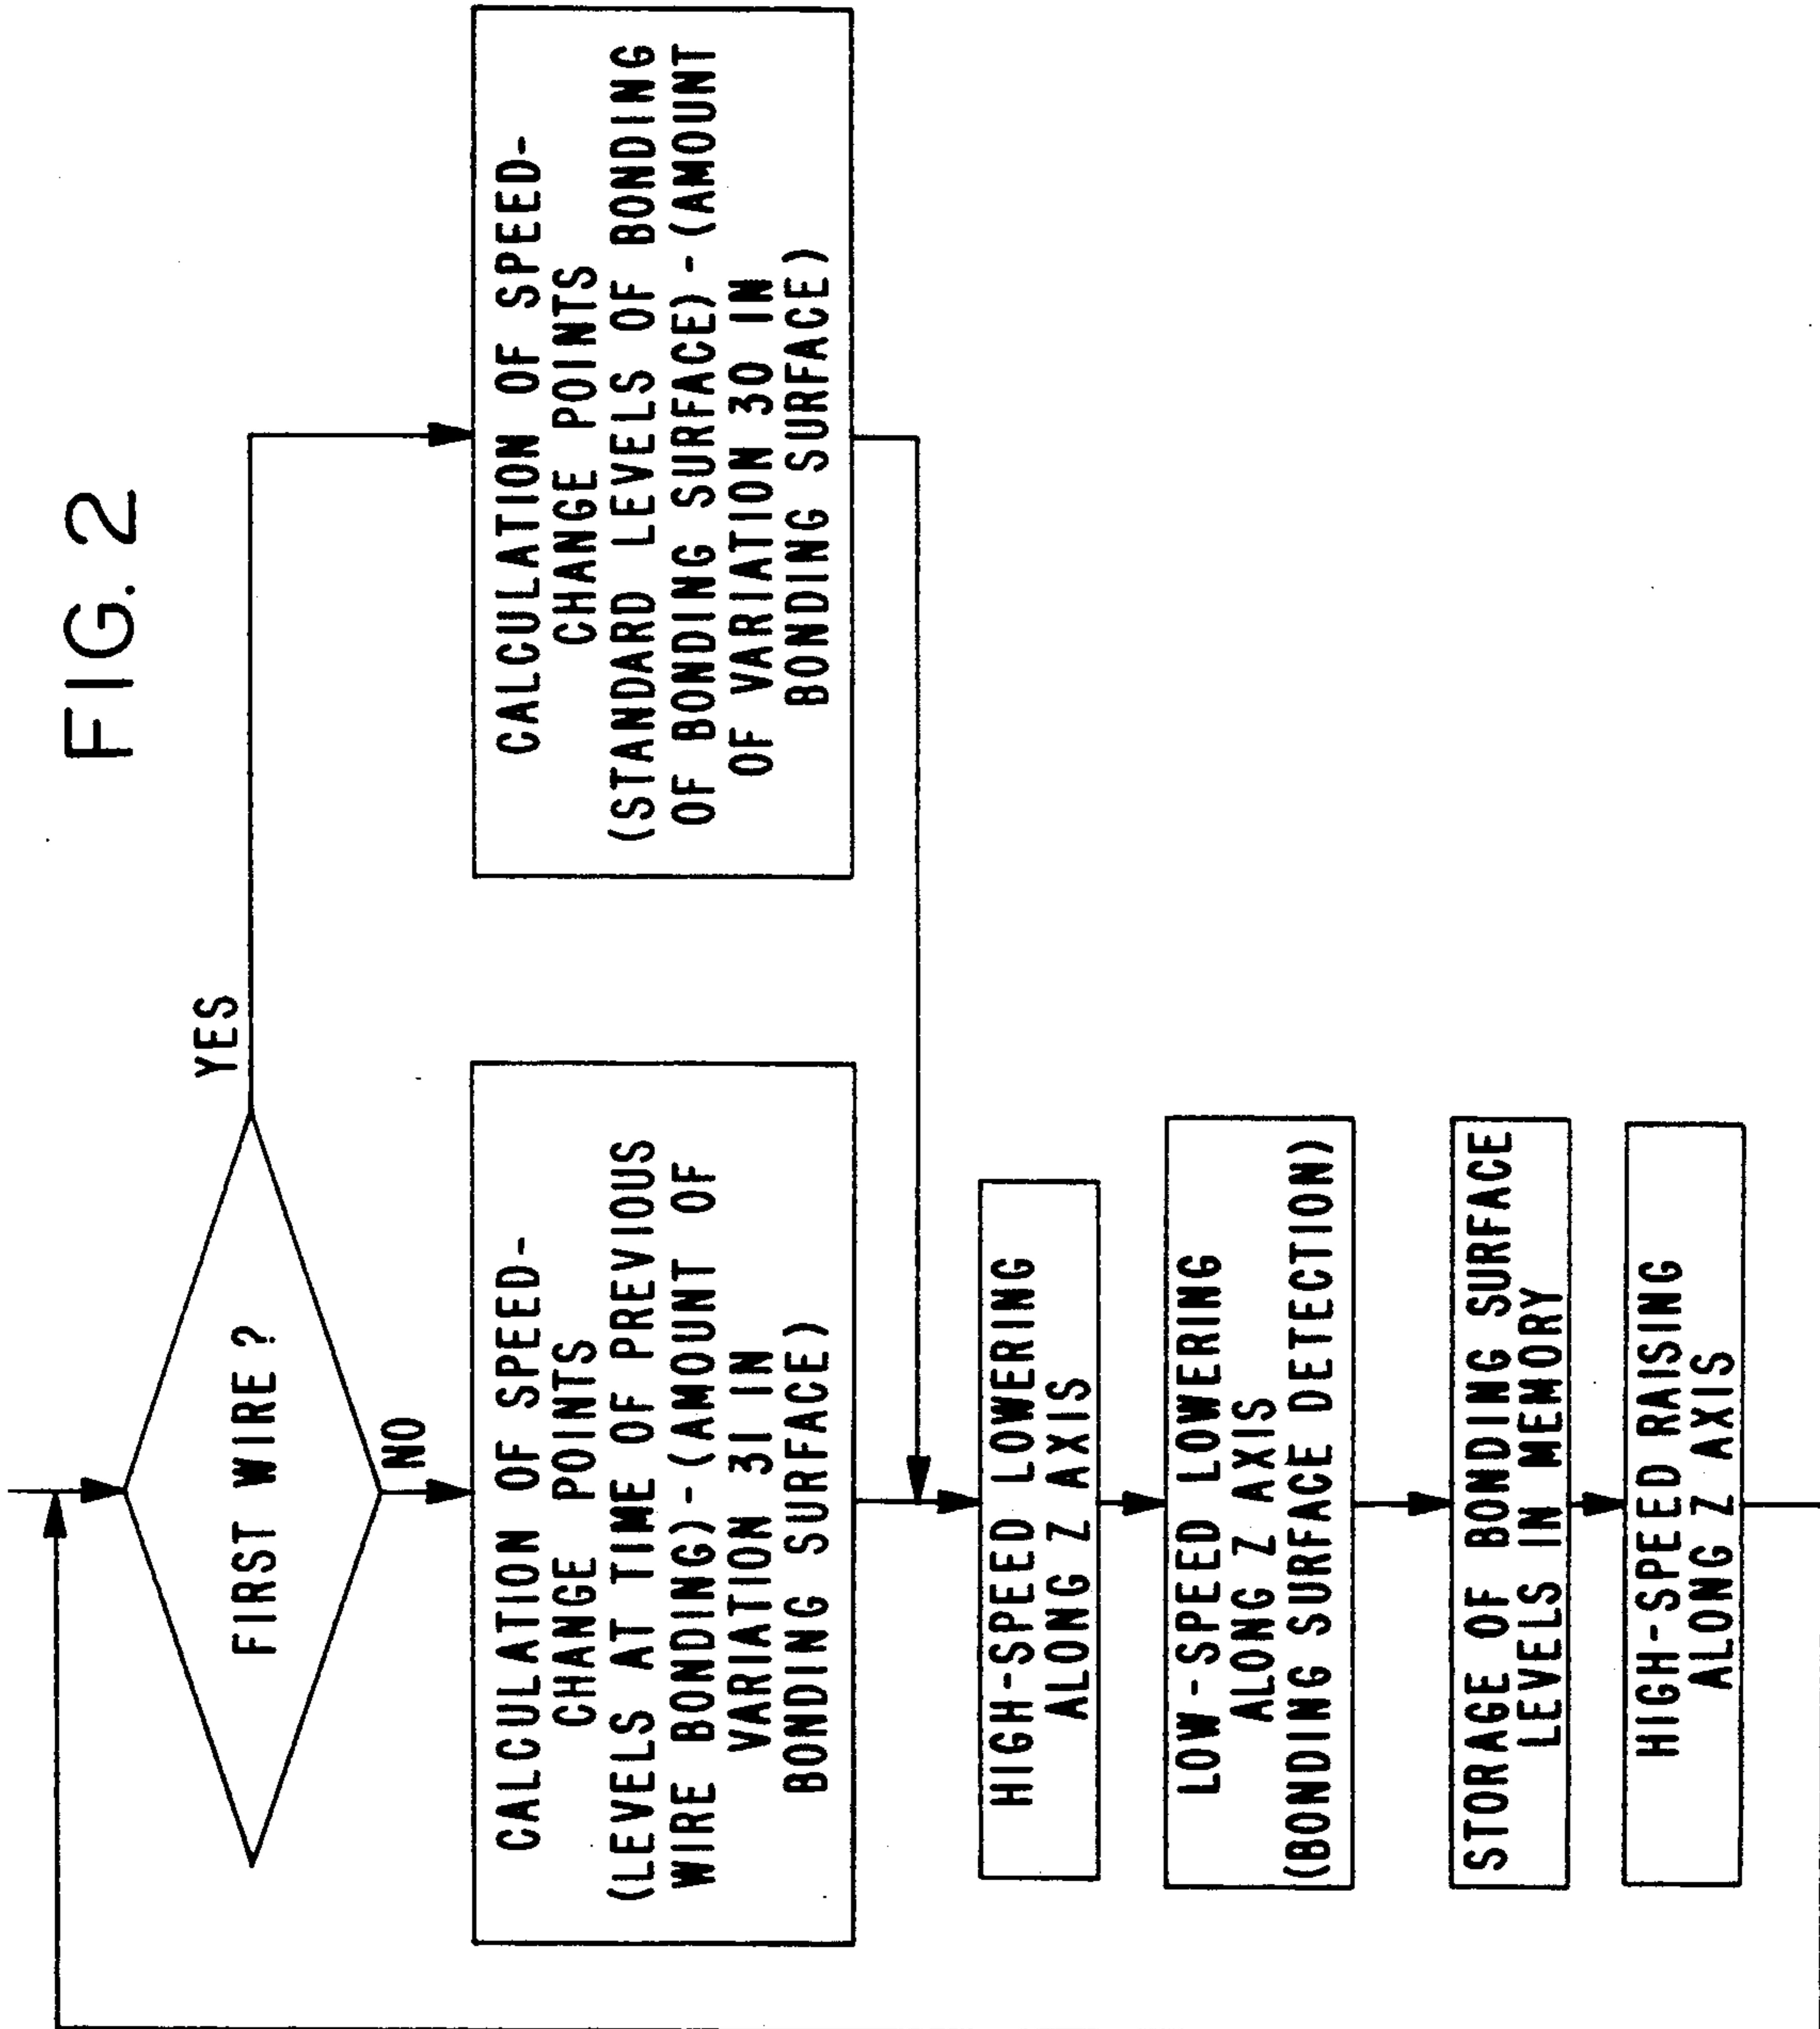 FIG. 2
FIRST WIRE?
YES
NO
CALCULATION OF SPEED-
CHANGE POINTS
(LEVELS AT TIME OF PREVIOUS
WIRE BONDING) - (AMOUNT OF
VARIATION 31 IN
BONDING SURFACE)
CALCULATION OF SPEED-
CHANGE POINTS
(STANDARD LEVELS OF BONDING
OF BONDING SURFACE) - (AMOUNT
OF VARIATION 30 IN
BONDING SURFACE)
HIGH-SPEED LOWERING
ALONG Z AXIS
LOW-SPEED LOWERING
ALONG Z AXIS
(BONDING SURFACE DETECTION)
STORAGE OF BONDING SURFACE
LEVELS IN MEMORY
HIGH-SPEED RAISING
ALONG Z AXIS